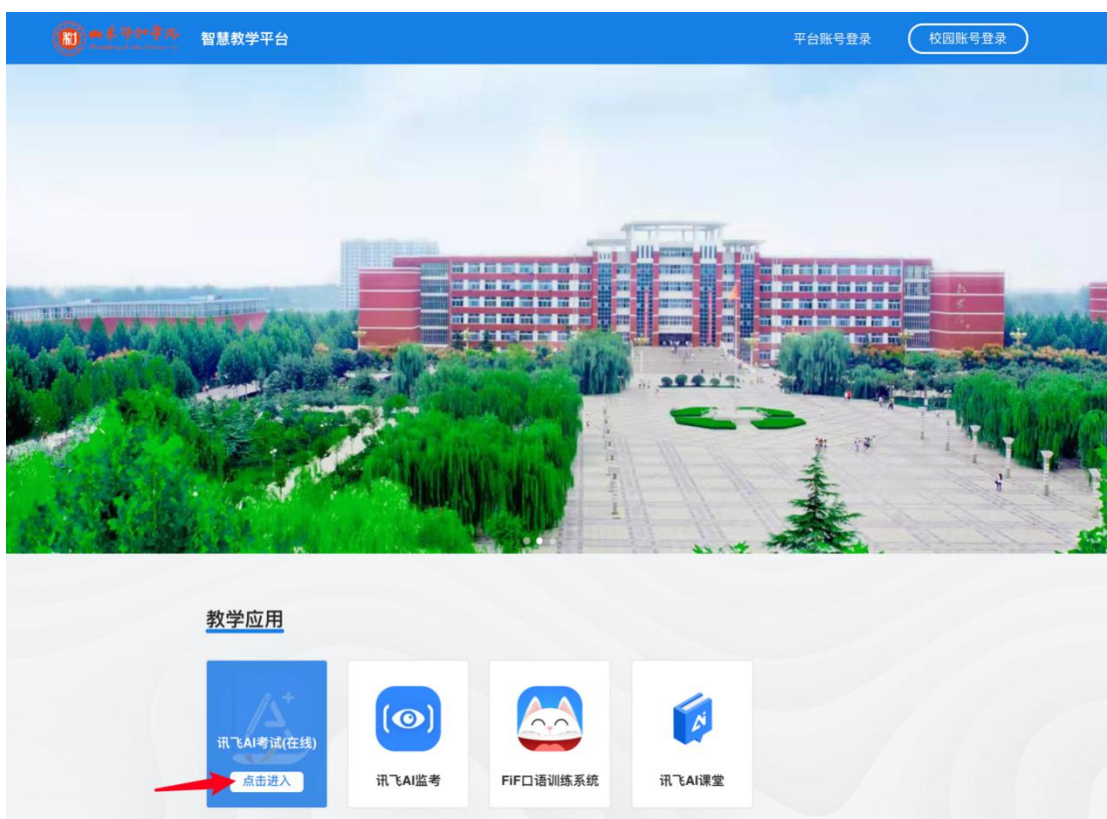 智慧教学平台
平台账号登录
校园账号登录
教学应用
讯飞AI考试(在线)
点击进入
讯飞AI监考
FiF口语训练系统
讯飞AI课堂